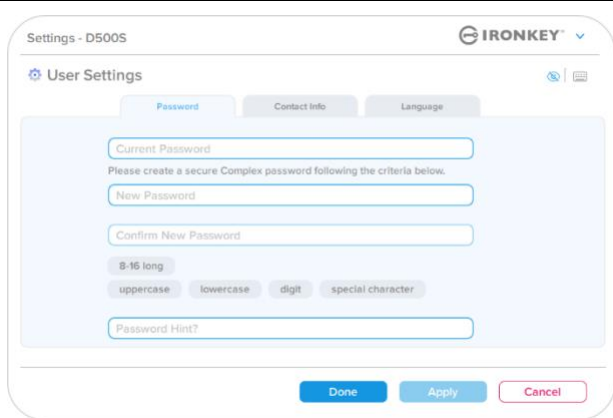 Settings - D500S
IRONKEY
User Settings
Password Contact Info Language
Current Password
Please create a secure Complex password following the criteria below.
New Password
Confirm New Password
8-16 long
uppercase lowercase digit special character
Password Hint?
Done Apply Cancel